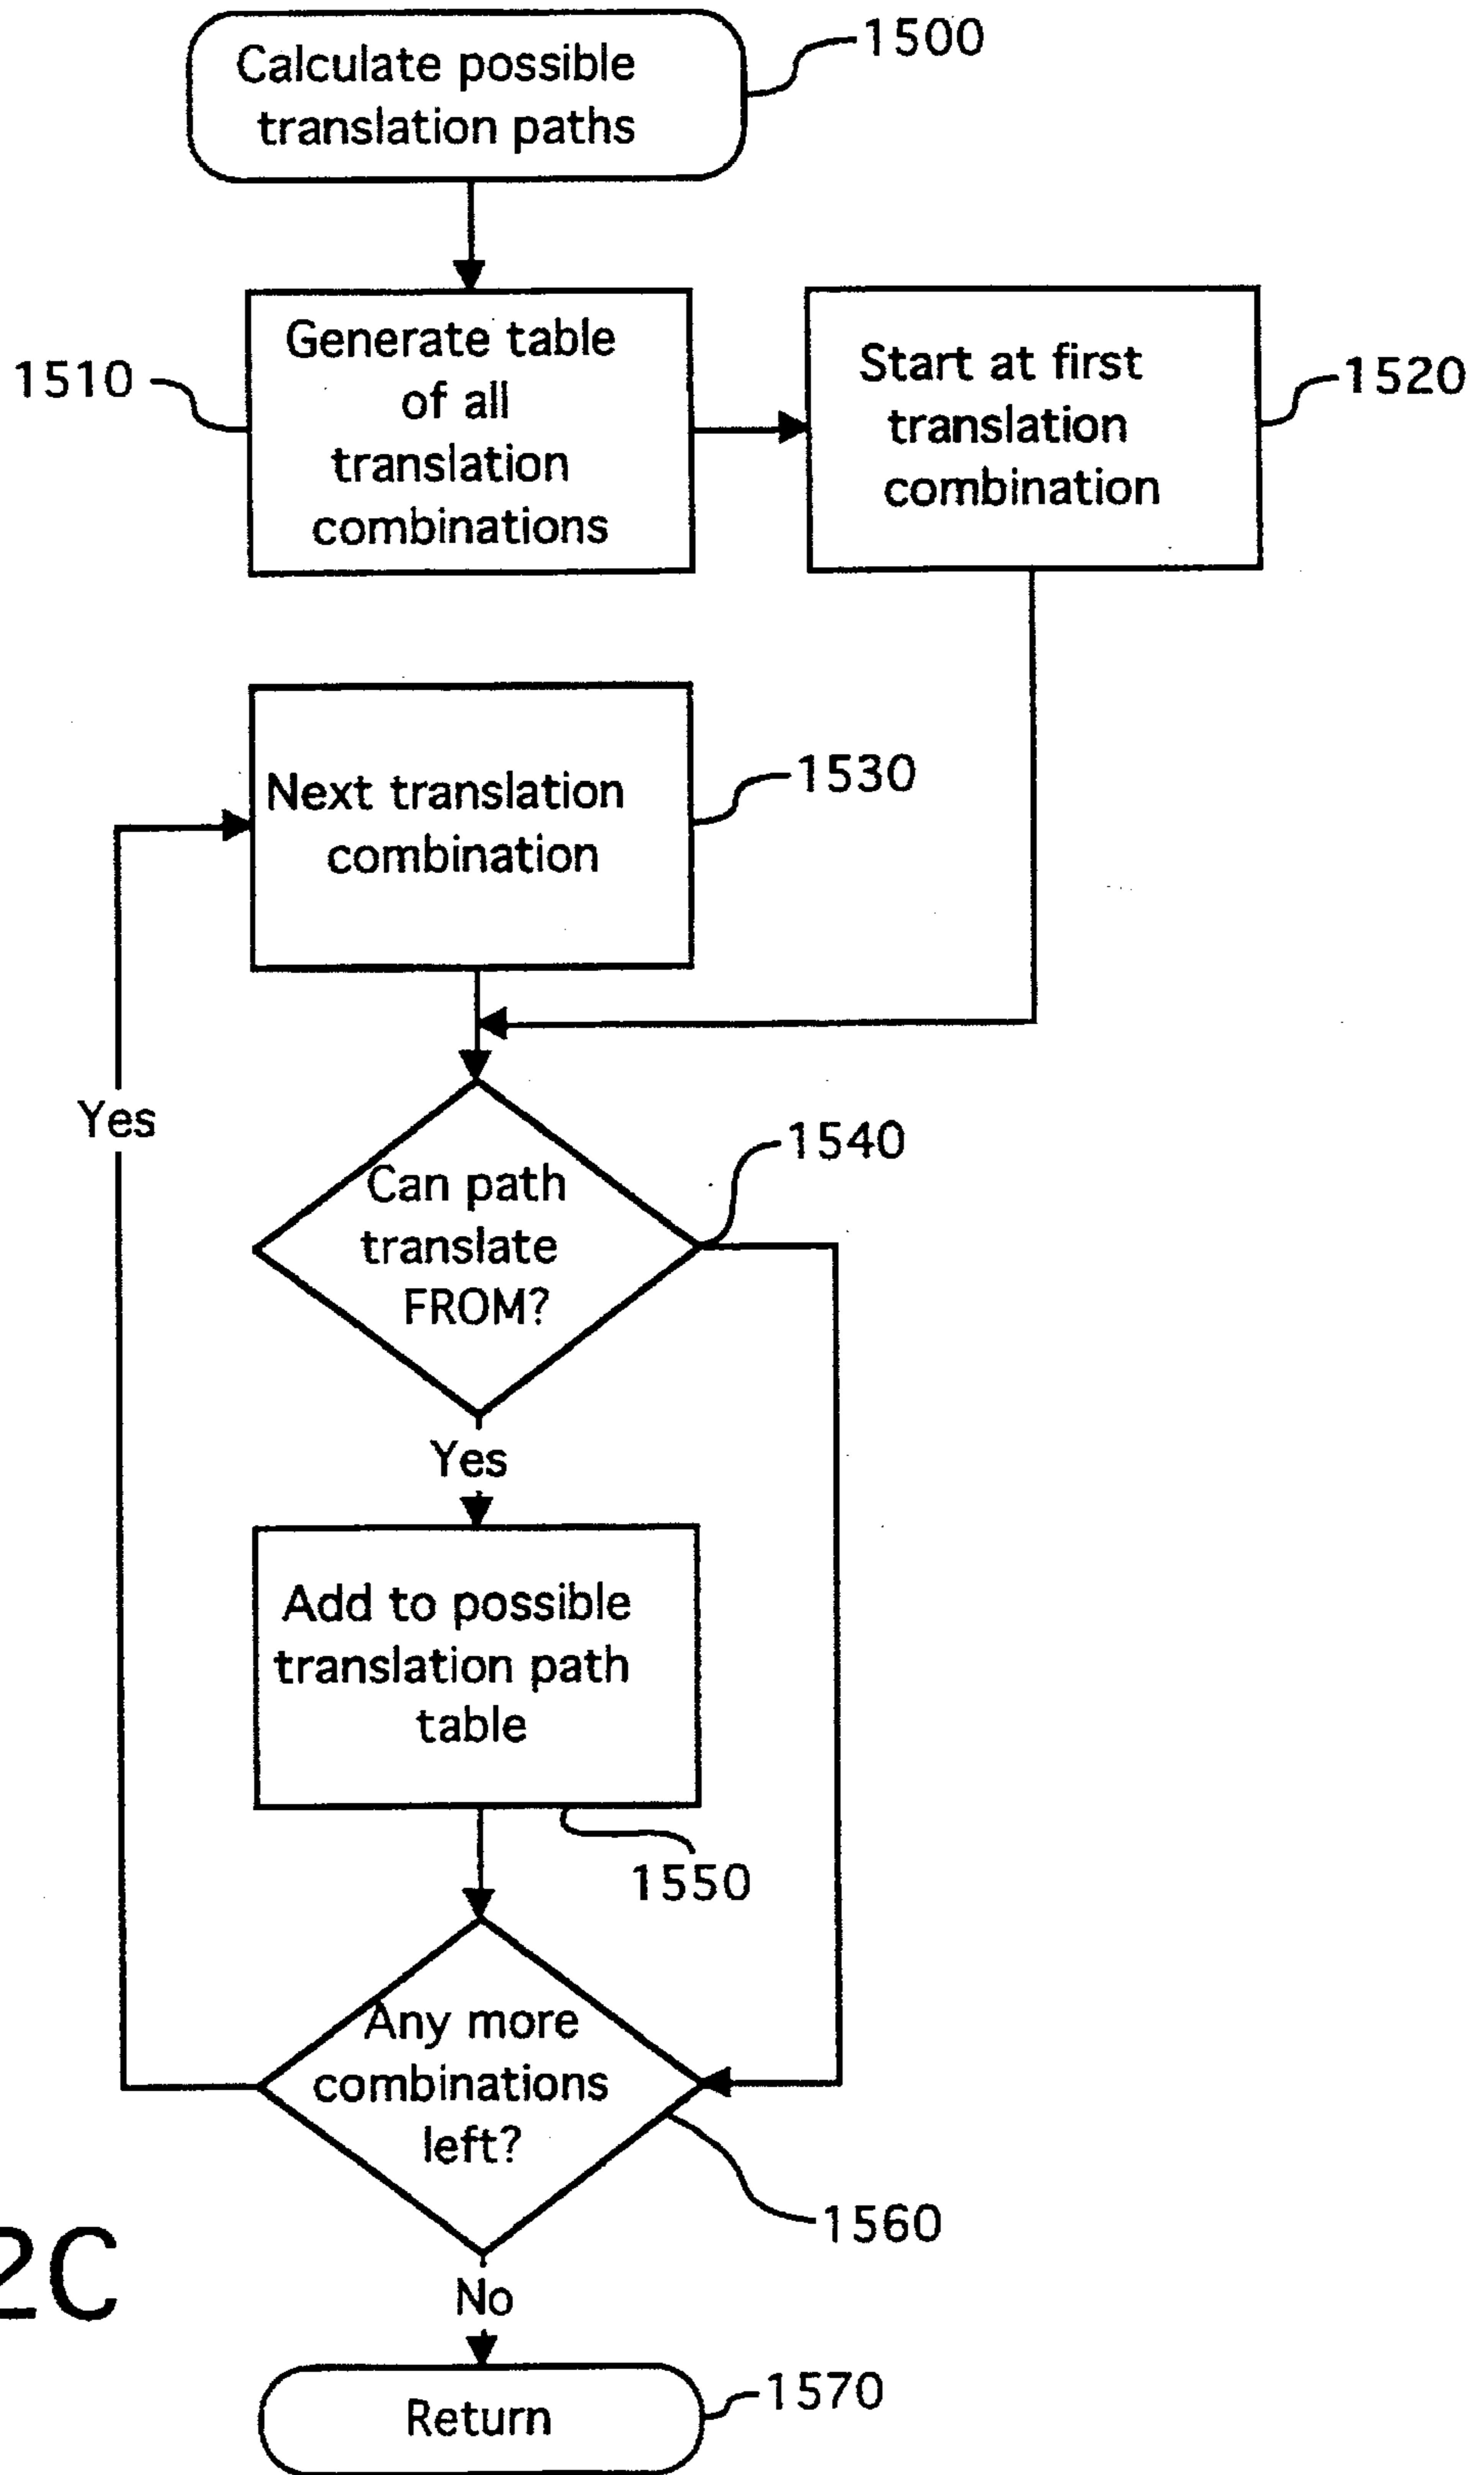 Calculate possible
translation paths
1500
Generate table
of all
translation
combinations
1510
Start at first
translation
combination
1520
Next translation
combination
1530
Yes
Can path
translate
FROM?
1540
Yes
Add to possible
translation path
table
1550
Any more
combinations
left?
1560
2C
No
Return
1570